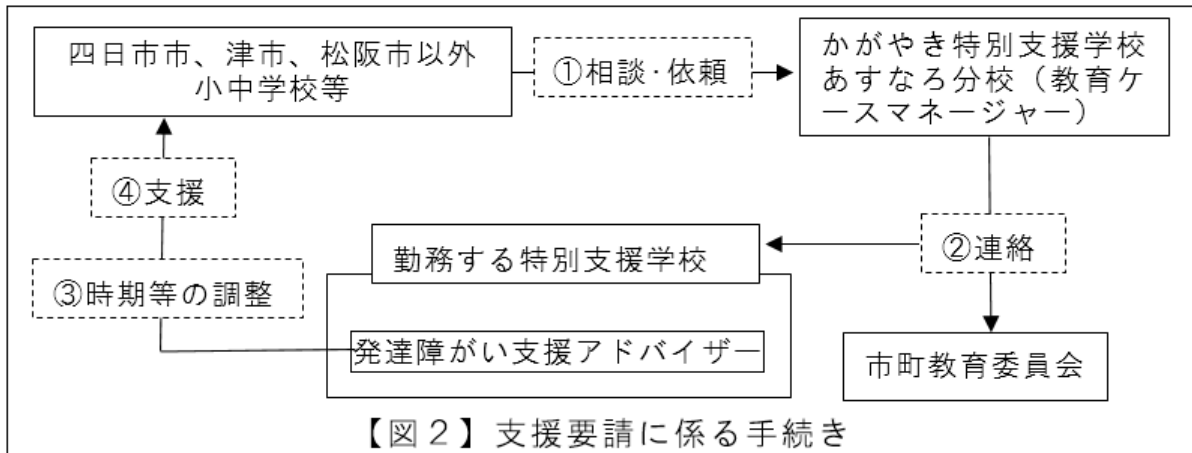 四日市市、津市、松阪市以外
小中学校等
①相談･依頼
かがやき特別支援学校
あすなろ分校（教育ケ
ースマネージャー）
④支援
勤務する特別支援学校
②連絡
③時期等の調整
発達障がい支援アドバイザー
市町教育委員会
【図２】支援要請に係る手続き